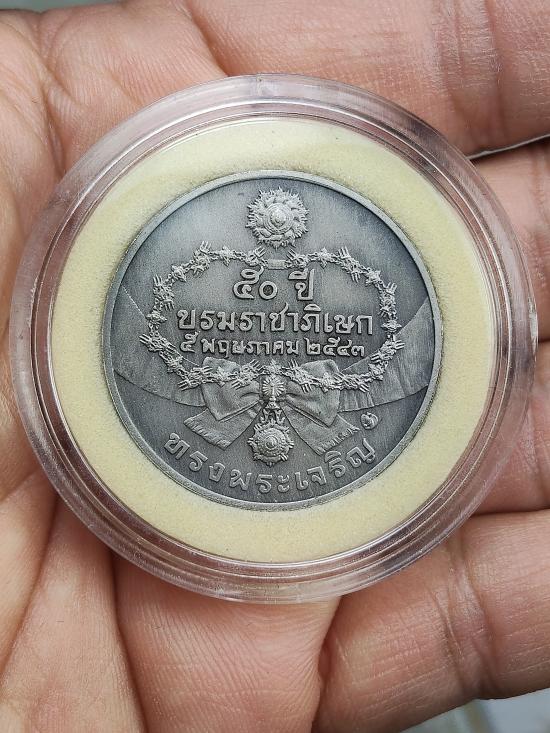 ๕๐ ปี
บรมราชาภิเษก
๕ พฤษภาคม ๒๕๔๓
ทรงพระเจริญ